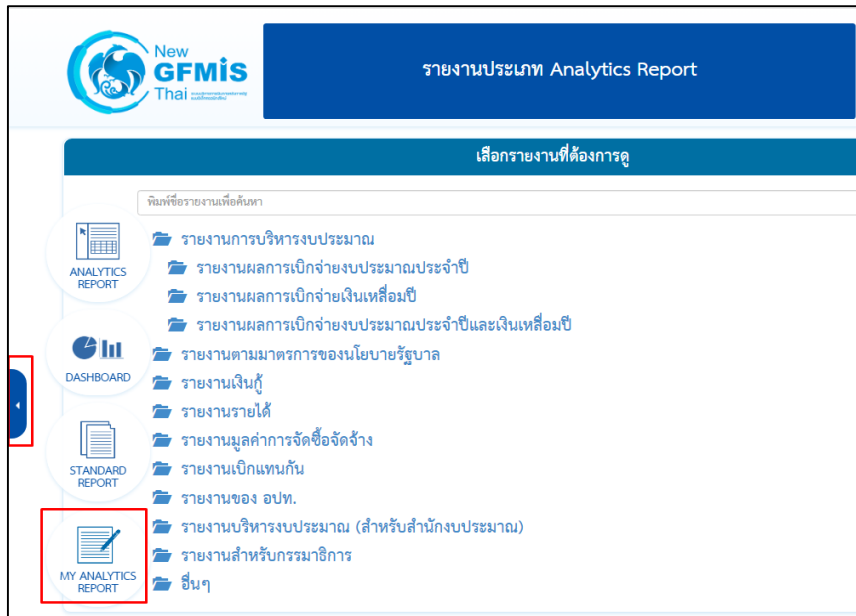 New
GFMIS
Thai
รายงานประเภท Analytics Report
เลือกรายงานที่ต้องการดู
พิมพ์ชื่อรายงานเพื่อค้นหา
ANALYTICS
REPORT
DASHBOARD
STANDARD
REPORT
MY ANALYTICS
REPORT
รายงานการบริหารงบประมาณ
รายงานผลการเบิกจ่ายงบประมาณประจำปี
รายงานผลการเบิกจ่ายเงินเหลื่อมปี
รายงานผลการเบิกจ่ายงบประมาณประจำปีและเงินเหลื่อมปี
รายงานตามมาตรการของนโยบายรัฐบาล
รายงานเงินกู้
รายงานรายได้
รายงานมูลค่าการจัดซื้อจัดจ้าง
รายงานเบิกแทนกัน
รายงานของ อปท.
รายงานบริหารงบประมาณ (สำหรับสำนักงบประมาณ)
รายงานสำหรับกรรมาธิการ
อื่นๆ